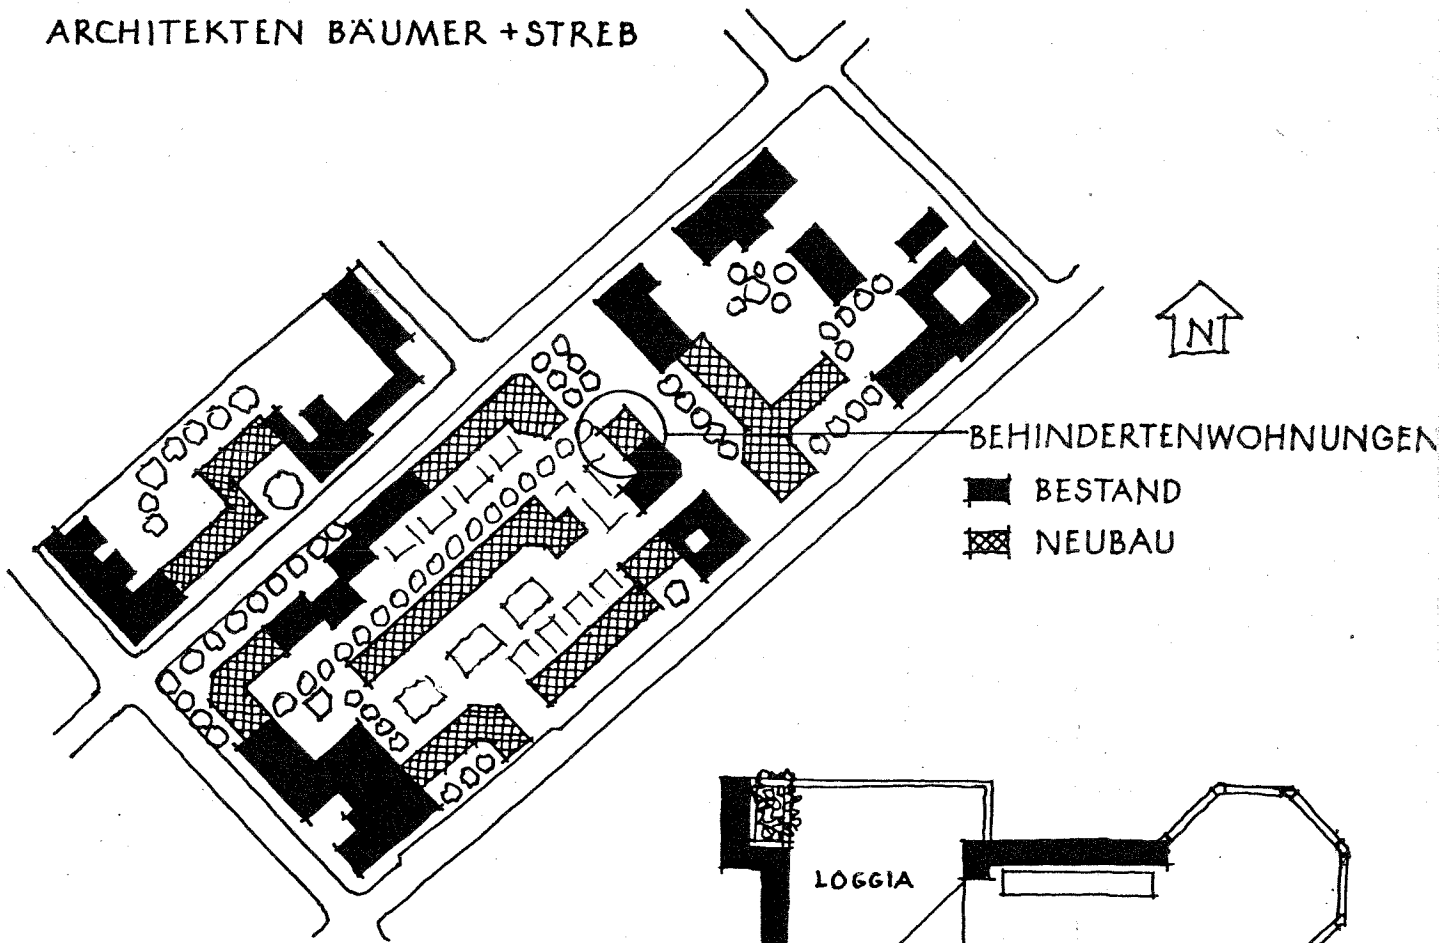 ARCHITEKTEN BÄUMER + STREB
N
BEHINDERTENWOHNUNGEN
BESTAND
NEUBAU
LOGGIA